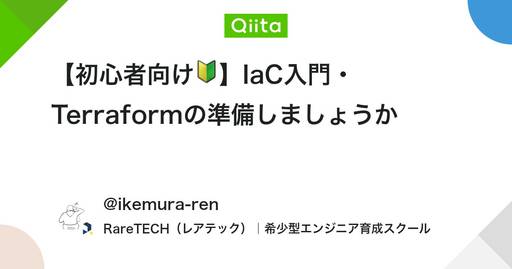 Qiita
【初心者向け🔰】IaC入門・
Terraformの準備しましょうか
@ikemura-ren
RareTECH（レアテック）｜希少型エンジニア育成スクール